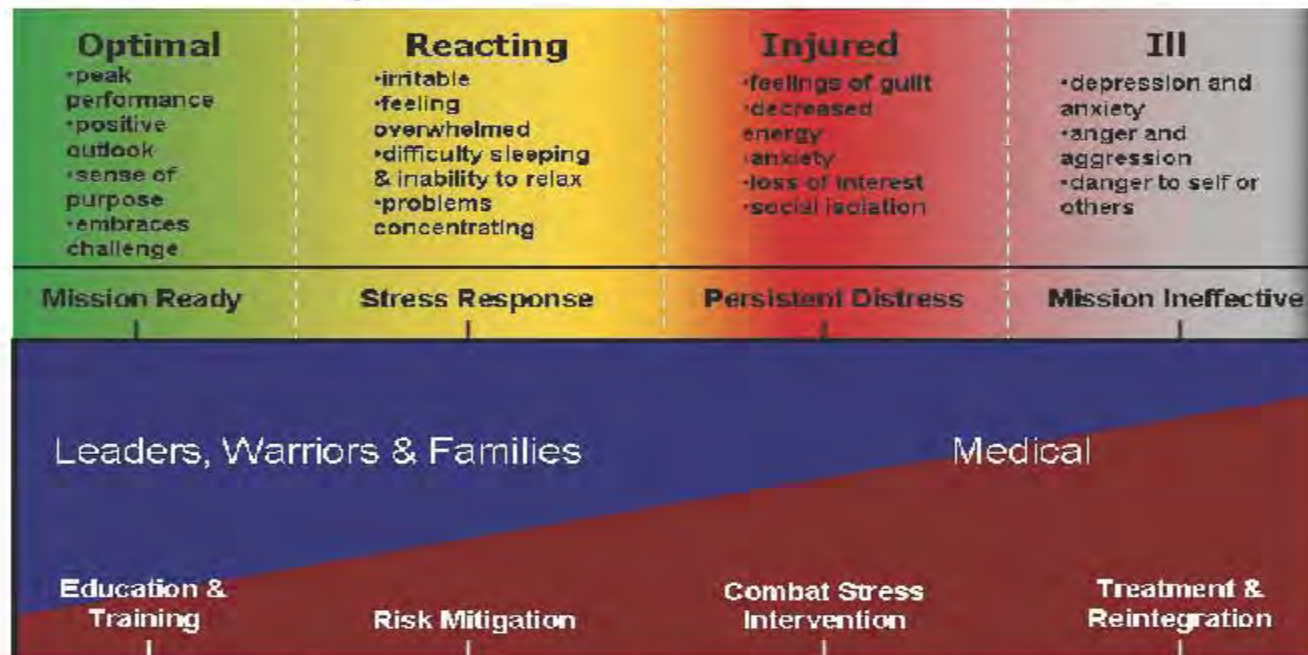 Optimal
•peak
performance
•positive
outlook
•sense of
purpose
•embraces
challenge
Reacting
•irritable
•feeling
overwhelmed
•difficulty sleeping
& inability to relax
•problems
concentrating
Injured
•feelings of guilt
•decreased
energy
•anxiety
•loss of interest
•social isolation
Ill
•depression and
anxiety
•anger and
aggression
•danger to self or
others
Mission Ready
Stress Response
Persistent Distress
Mission Ineffective
Leaders, Warriors & Families
Medical
Education &
Training
Risk Mitigation
Combat Stress
Intervention
Treatment &
Reintegration